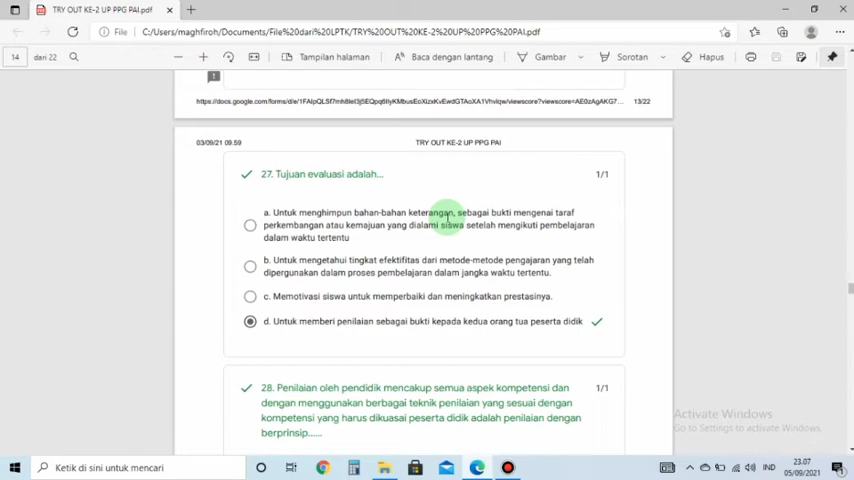 TRY OUT KE-2 UP PPG PAI.pdf
File
C:/Users/maghfiroh/Documents/File%20dari%20LPTK/TRY%20OUT%20KE-2%20UP%20PPG%20PAI.pdf
14 dari 22
Tampilan halaman
Baca dengan lantang
Gambar
Sorotan
Hapus
13/22
03/09/21 09.59
TRY OUT KE-2 UP PPG PAI
27. Tujuan evaluasi adalah...
1/1
a. Untuk menghimpun bahan-bahan keterangan, sebagai bukti mengenai taraf
perkembangan atau kemajuan yang dialami siswa setelah mengikuti pembelajaran
dalam waktu tertentu
b. Untuk mengetahui tingkat efektifitas dari metode-metode pengajaran yang telah
dipergunakan dalam proses pembelajaran dalam jangka waktu tertentu.
c. Memotivasi siswa untuk memperbaiki dan meningkatkan prestasinya.
d. Untuk memberi penilaian sebagai bukti kepada kedua orang tua peserta didik
28. Penilaian oleh pendidik mencakup semua aspek kompetensi dan
1/1
dengan menggunakan berbagai teknik penilaian yang sesuai dengan
kompetensi yang harus dikuasai peserta didik adalah penilaian dengan
berprinsip......
Activate Windows
Go to Settings to activate Windows.
Ketik di sini untuk mencari
IND
23.07
05/09/2021